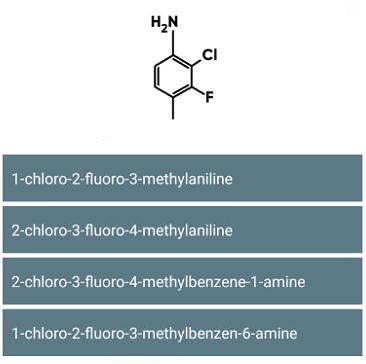 H₂N
Cl
F
1-chloro-2-fluoro-3-methylaniline
2-chloro-3-fluoro-4-methylaniline
2-chloro-3-fluoro-4-methylbenzene-1-amine
1-chloro-2-fluoro-3-methylbenzen-6-amine